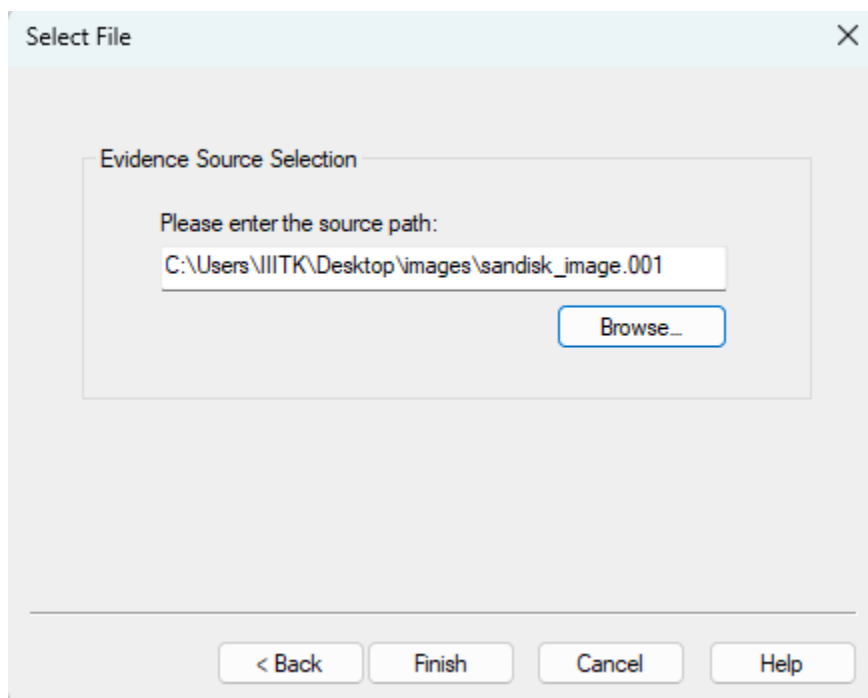 Select File
Evidence Source Selection
Please enter the source path:
C:\Users\IIITK\Desktop\images\sandisk_image.001
Browse...
< Back
Finish
Cancel
Help